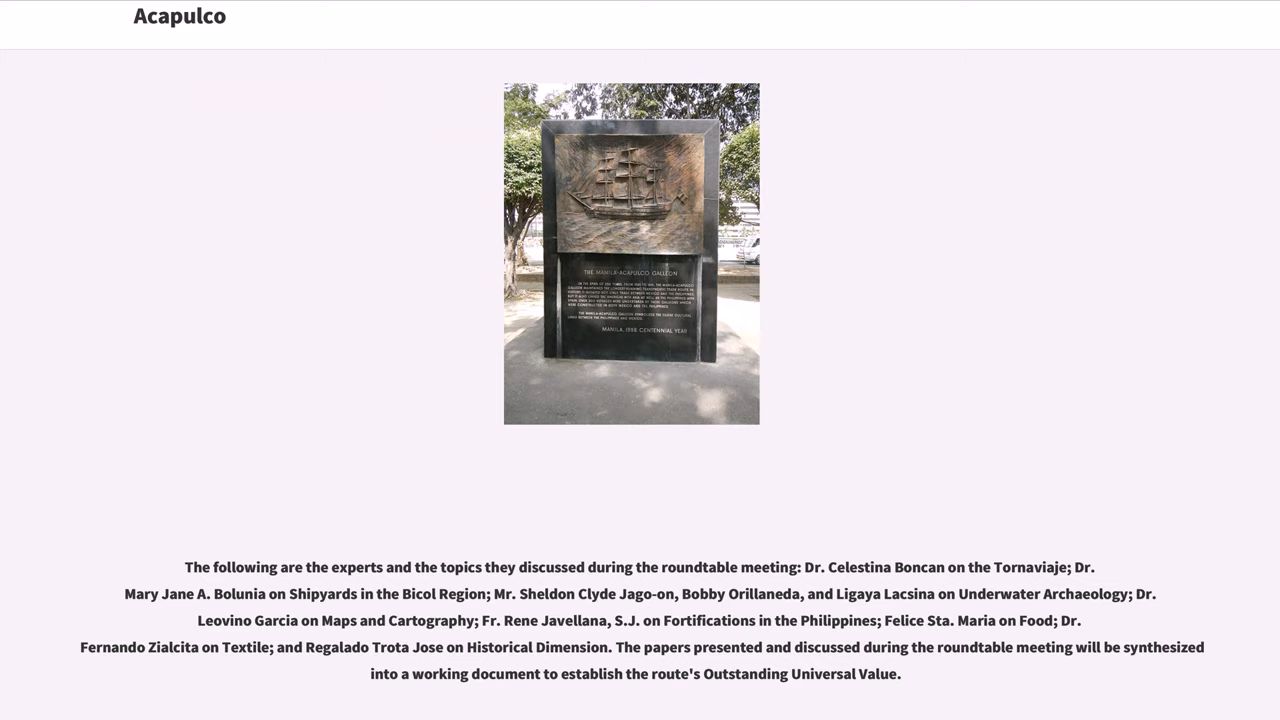 Acapulco
THE MANILA-ACAPULCO GALLEON
MANILA, 1998 CENTENNIAL YEAR
The following are the experts and the topics they discussed during the roundtable meeting: Dr. Celestina Boncan on the Tornaviaje; Dr.
Mary Jane A. Bolunia on Shipyards in the Bicol Region; Mr. Sheldon Clyde Jago-on, Bobby Orillaneda, and Ligaya Lacsina on Underwater Archaeology; Dr.
Leovino Garcia on Maps and Cartography; Fr. Rene Javellana, S.J. on Fortifications in the Philippines; Felice Sta. Maria on Food; Dr.
Fernando Zialcita on Textile; and Regalado Trota Jose on Historical Dimension. The papers presented and discussed during the roundtable meeting will be synthesized
into a working document to establish the route's Outstanding Universal Value.